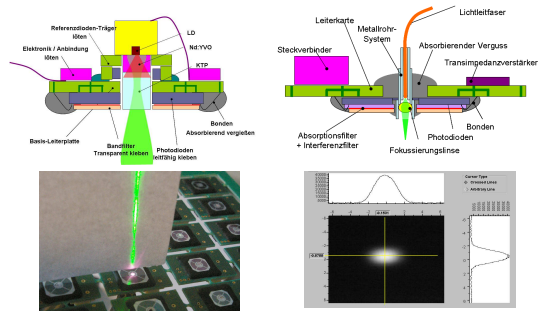 Referenzdioden-Träger
löten
Elektronik / Anbindung
löten
LD
Nd:YVO
KTP
Basis-Leiterplatte
Bandfilter
Transparent kleben
Photodioden
leitfähig kleben
Bonden
Absorbierend vergießen
Lichtleitfaser
Metallrohr-
System
Leiterkarte
Absorbierender Verguss
Steckverbinder
Transimpedanzverstärker
Bonden
Photodioden
Absorptionsfilter
+ Interferenzfilter
Fokussierungslinse
Cursor Type
Crossed Lines
Arbitrary Line